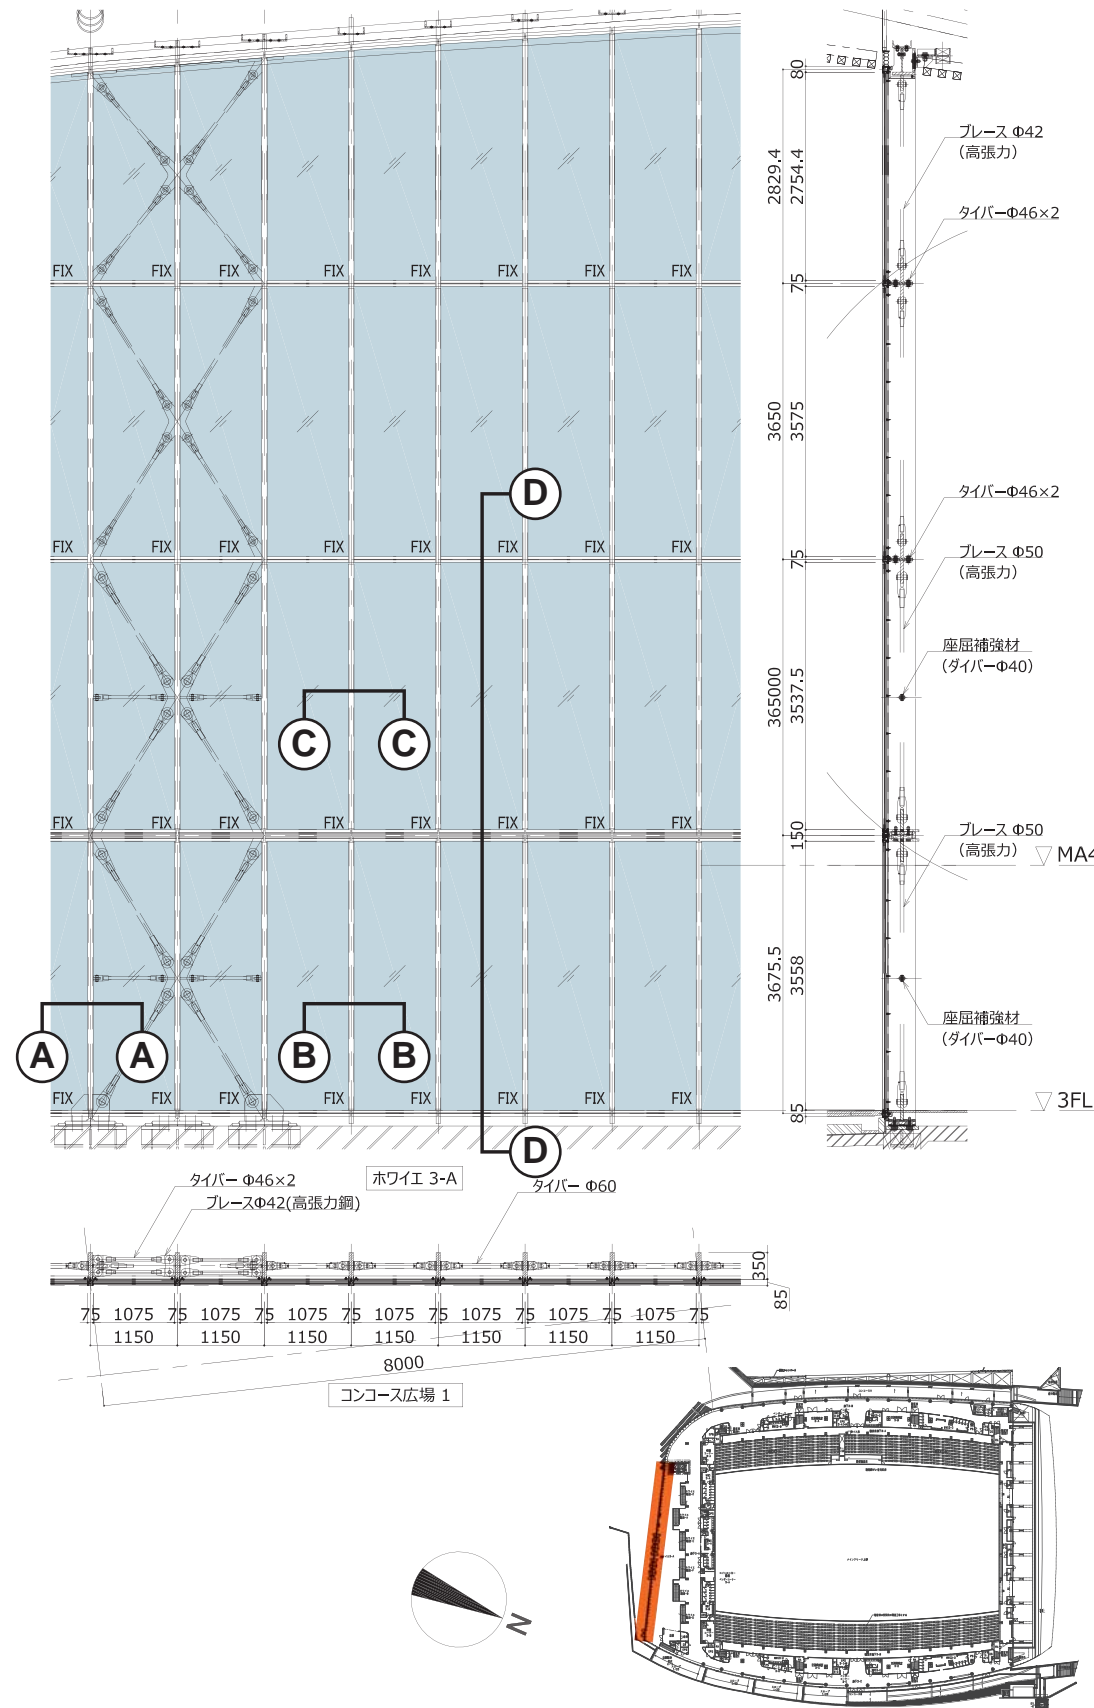 80
2829.4
2754.4
ブレース Φ42
（高張力）
タイバーΦ46×2
FIX FIX FIX FIX FIX FIX FIX FIX
75
3650
3575
タイバーΦ46×2
D
FIX FIX FIX FIX FIX FIX FIX FIX
75
ブレース Φ50
（高張力）
座屈補強材
（ダイバーΦ40）
365000
3537.5
C C
FIX FIX FIX FIX FIX FIX FIX FIX
150
ブレース Φ50
（高張力）
▽ MA4
3675.5
3558
座屈補強材
（ダイバーΦ40）
A A B B
FIX FIX FIX FIX FIX FIX FIX FIX
85
▽ 3FL
D
ホワイエ 3-A
タイバー Φ46×2
ブレースΦ42(高張力鋼)
タイバー Φ60
350
85
75 1075 75 1075 75 1075 75 1075 75 1075 75 1075 75 1075 75
1150 1150 1150 1150 1150 1150 1150
8000
コンコース広場 1
N